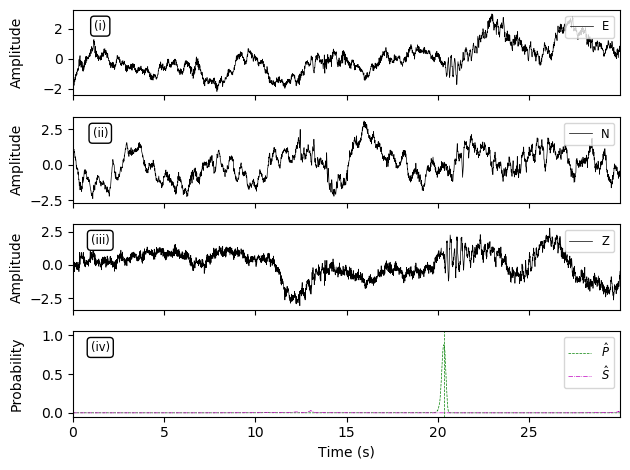 (i)
E
Amplitude
2
0
−2
(ii)
N
Amplitude
2.5
0.0
−2.5
(iii)
Z
Amplitude
2.5
0.0
−2.5
(iv)
P̂
Ŝ
Probability
1.0
0.5
0.0
0 5 10 15 20 25
Time (s)